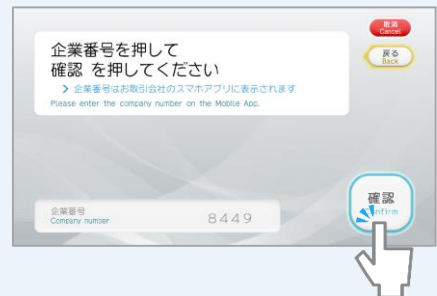 取消
Cancel
戻る
Back
企業番号を押して
確認 を押してください
> 企業番号はお取引会社のスマホアプリに表示されます
Please enter the company number on the Mobile App.
企業番号
Company number
8449
確認